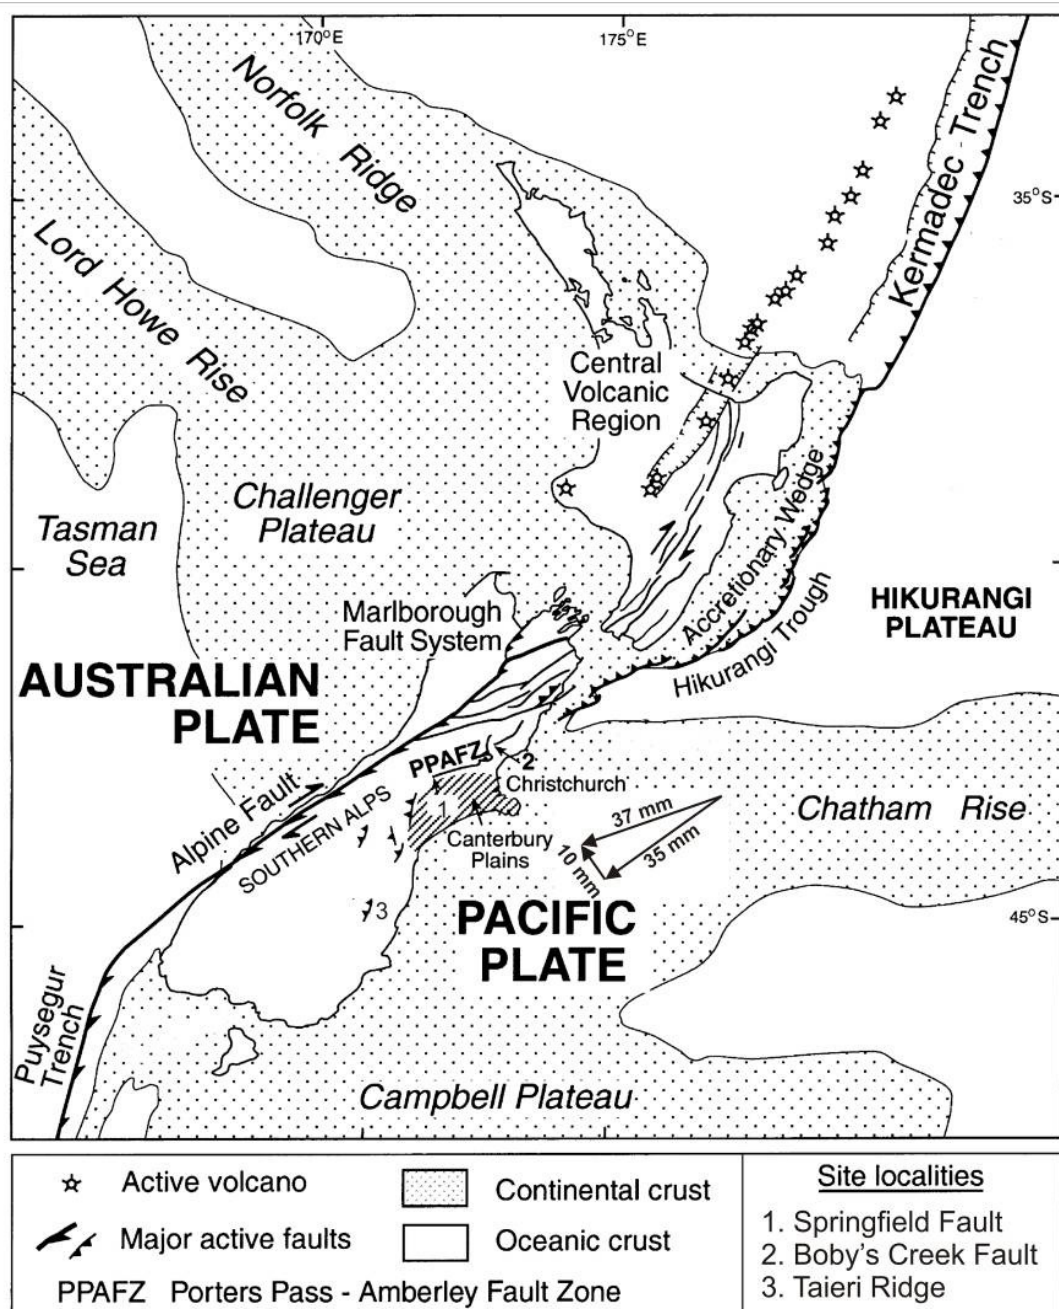 170°E
175°E
Norfolk Ridge
Kermadec Trench
35°S
Lord Howe Rise
Central
Volcanic
Region
Challenger
Plateau
Tasman
Sea
Accretionary Wedge
Hikurangi Trough
HIKURANGI
PLATEAU
Marlborough
Fault System
AUSTRALIAN
PLATE
PPAFZ
2
Christchurch
1
Canterbury
Plains
Alpine Fault
SOUTHERN ALPS
37 mm
35 mm
10 mm
Chatham Rise
3
PACIFIC
PLATE
45°S
Puysegur
Trench
Campbell Plateau
Active volcano
Continental crust
Major active faults
Oceanic crust
PPAFZ Porters Pass - Amberley Fault Zone
Site localities
1. Springfield Fault
2. Boby's Creek Fault
3. Taieri Ridge